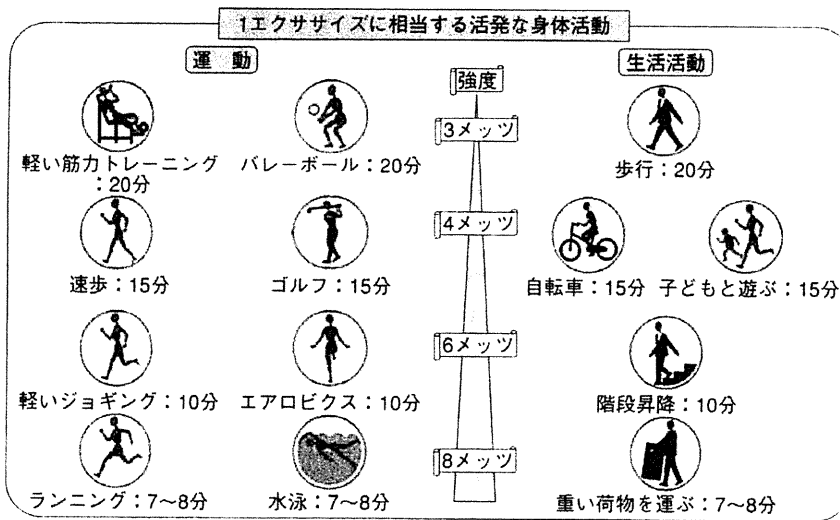 1エクササイズに相当する活発な身体活動
運　動
強度
生活活動
3メッツ
軽い筋力トレーニング
：20分
バレーボール：20分
歩行：20分
4メッツ
速歩：15分
ゴルフ：15分
自転車：15分
子どもと遊ぶ：15分
6メッツ
軽いジョギング：10分
エアロビクス：10分
階段昇降：10分
8メッツ
ランニング：7〜8分
水泳：7〜8分
重い荷物を運ぶ：7〜8分